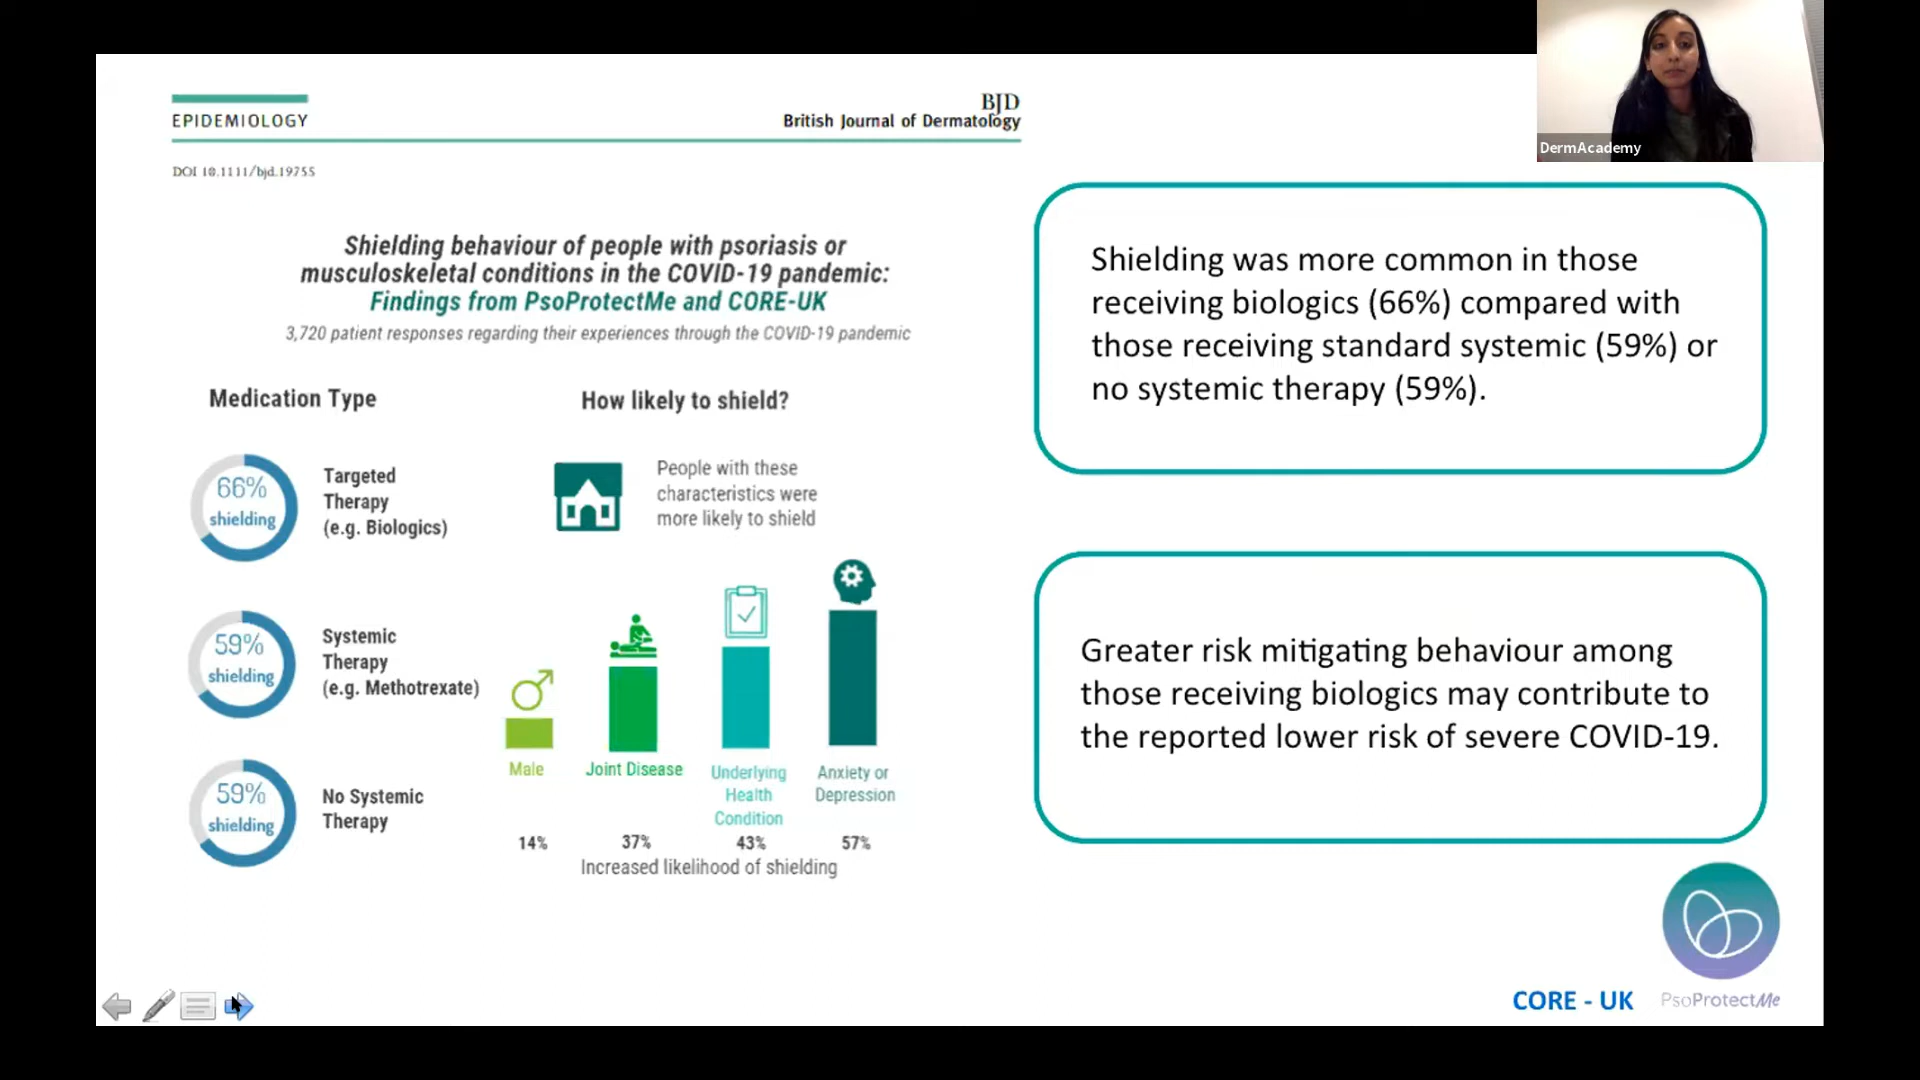 EPIDEMIOLOGY
BJD
British Journal of Dermatology
DOI 10.1111/bjd.19755
DermAcademy
Shielding behaviour of people with psoriasis or
musculoskeletal conditions in the COVID-19 pandemic:
Findings from PsoProtectMe and CORE-UK
3,720 patient responses regarding their experiences through the COVID-19 pandemic
Medication Type
66%
shielding
Targeted
Therapy
(e.g. Biologics)
59%
shielding
Systemic
Therapy
(e.g. Methotrexate)
59%
shielding
No Systemic
Therapy
How likely to shield?
People with these
characteristics were
more likely to shield
Male
Joint Disease
Underlying
Health
Condition
Anxiety or
Depression
14%
37%
43%
57%
Increased likelihood of shielding
Shielding was more common in those
receiving biologics (66%) compared with
those receiving standard systemic (59%) or
no systemic therapy (59%).
Greater risk mitigating behaviour among
those receiving biologics may contribute to
the reported lower risk of severe COVID-19.
CORE - UK
PsoProtectMe